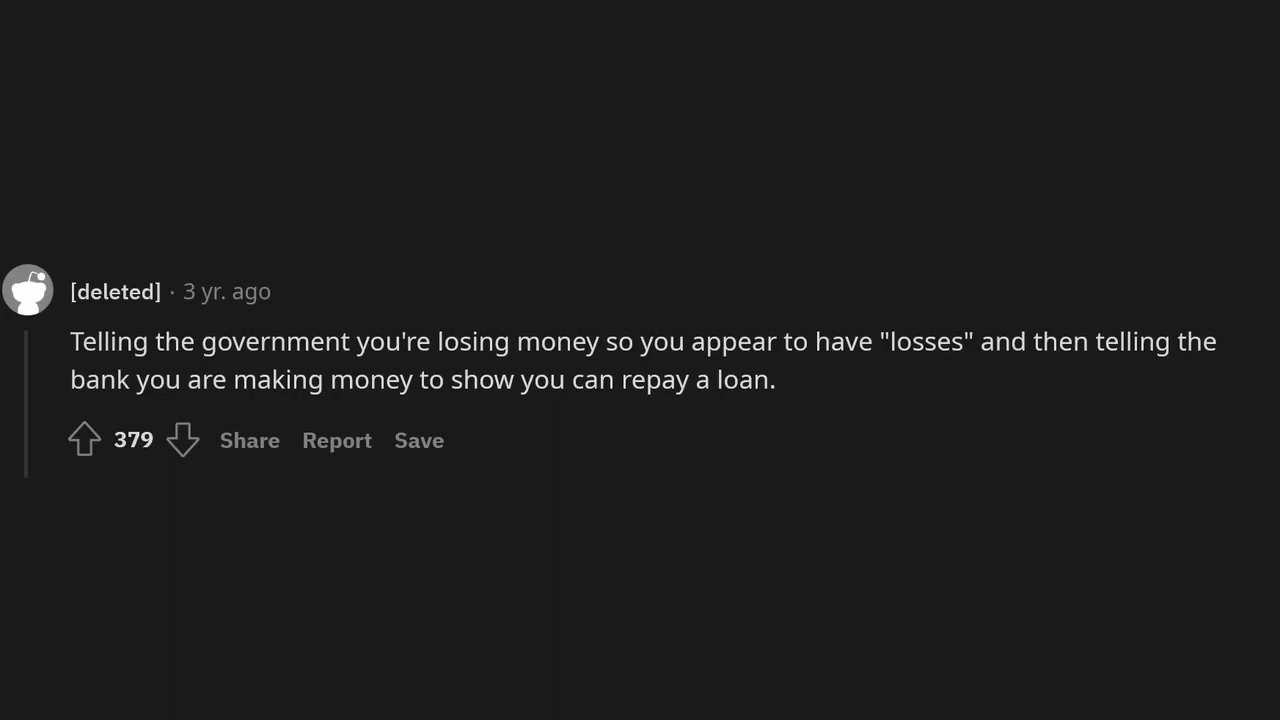 [deleted] · 3 yr. ago
Telling the government you're losing money so you appear to have "losses" and then telling the
bank you are making money to show you can repay a loan.
379 Share Report Save